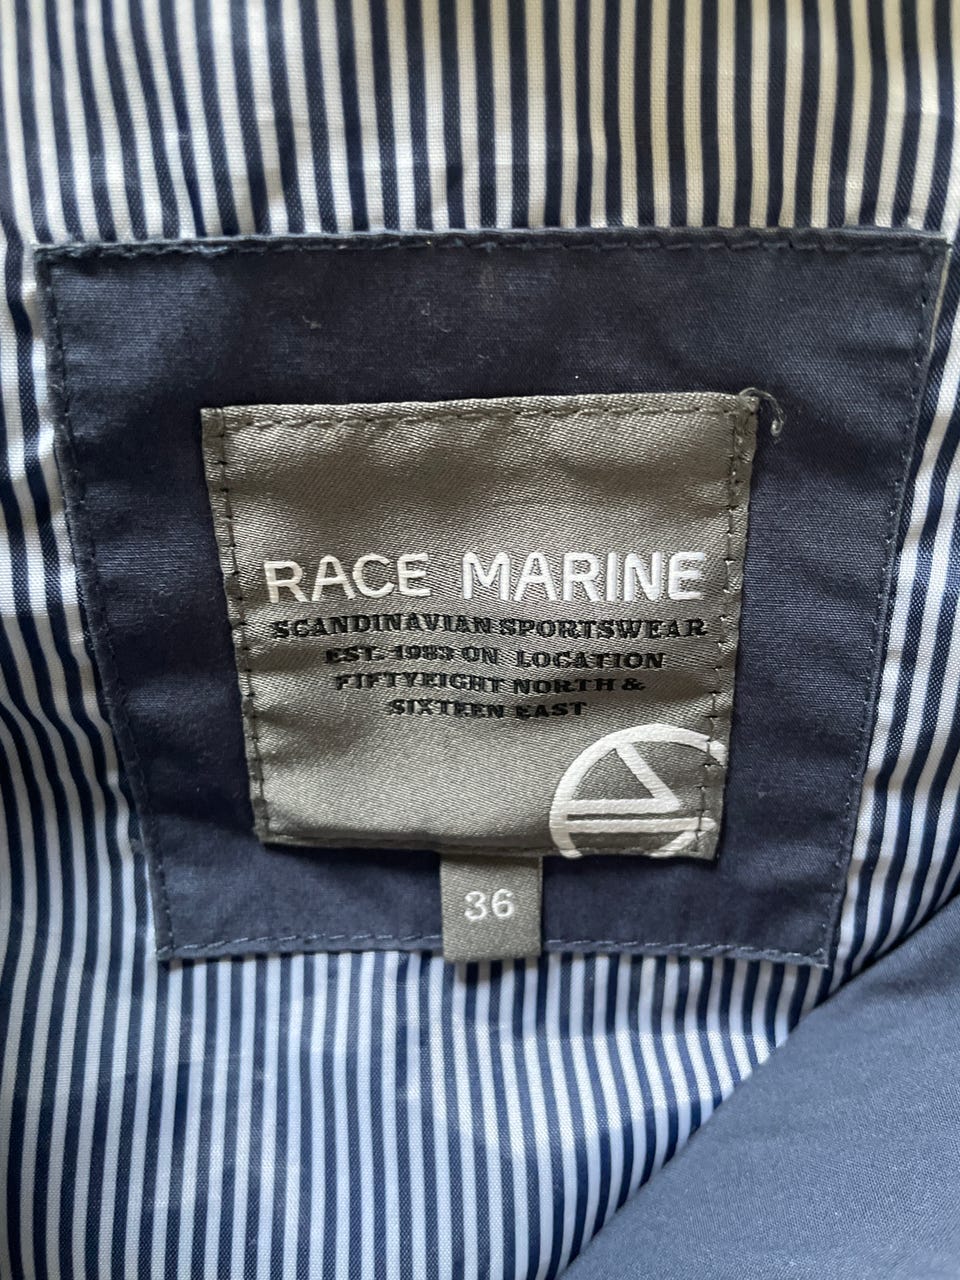 RACE MARINE
SCANDINAVIAN SPORTSWEAR
EST. 1983 ON LOCATION
FIFTYEIGHT NORTH &
SIXTEEN EAST
36